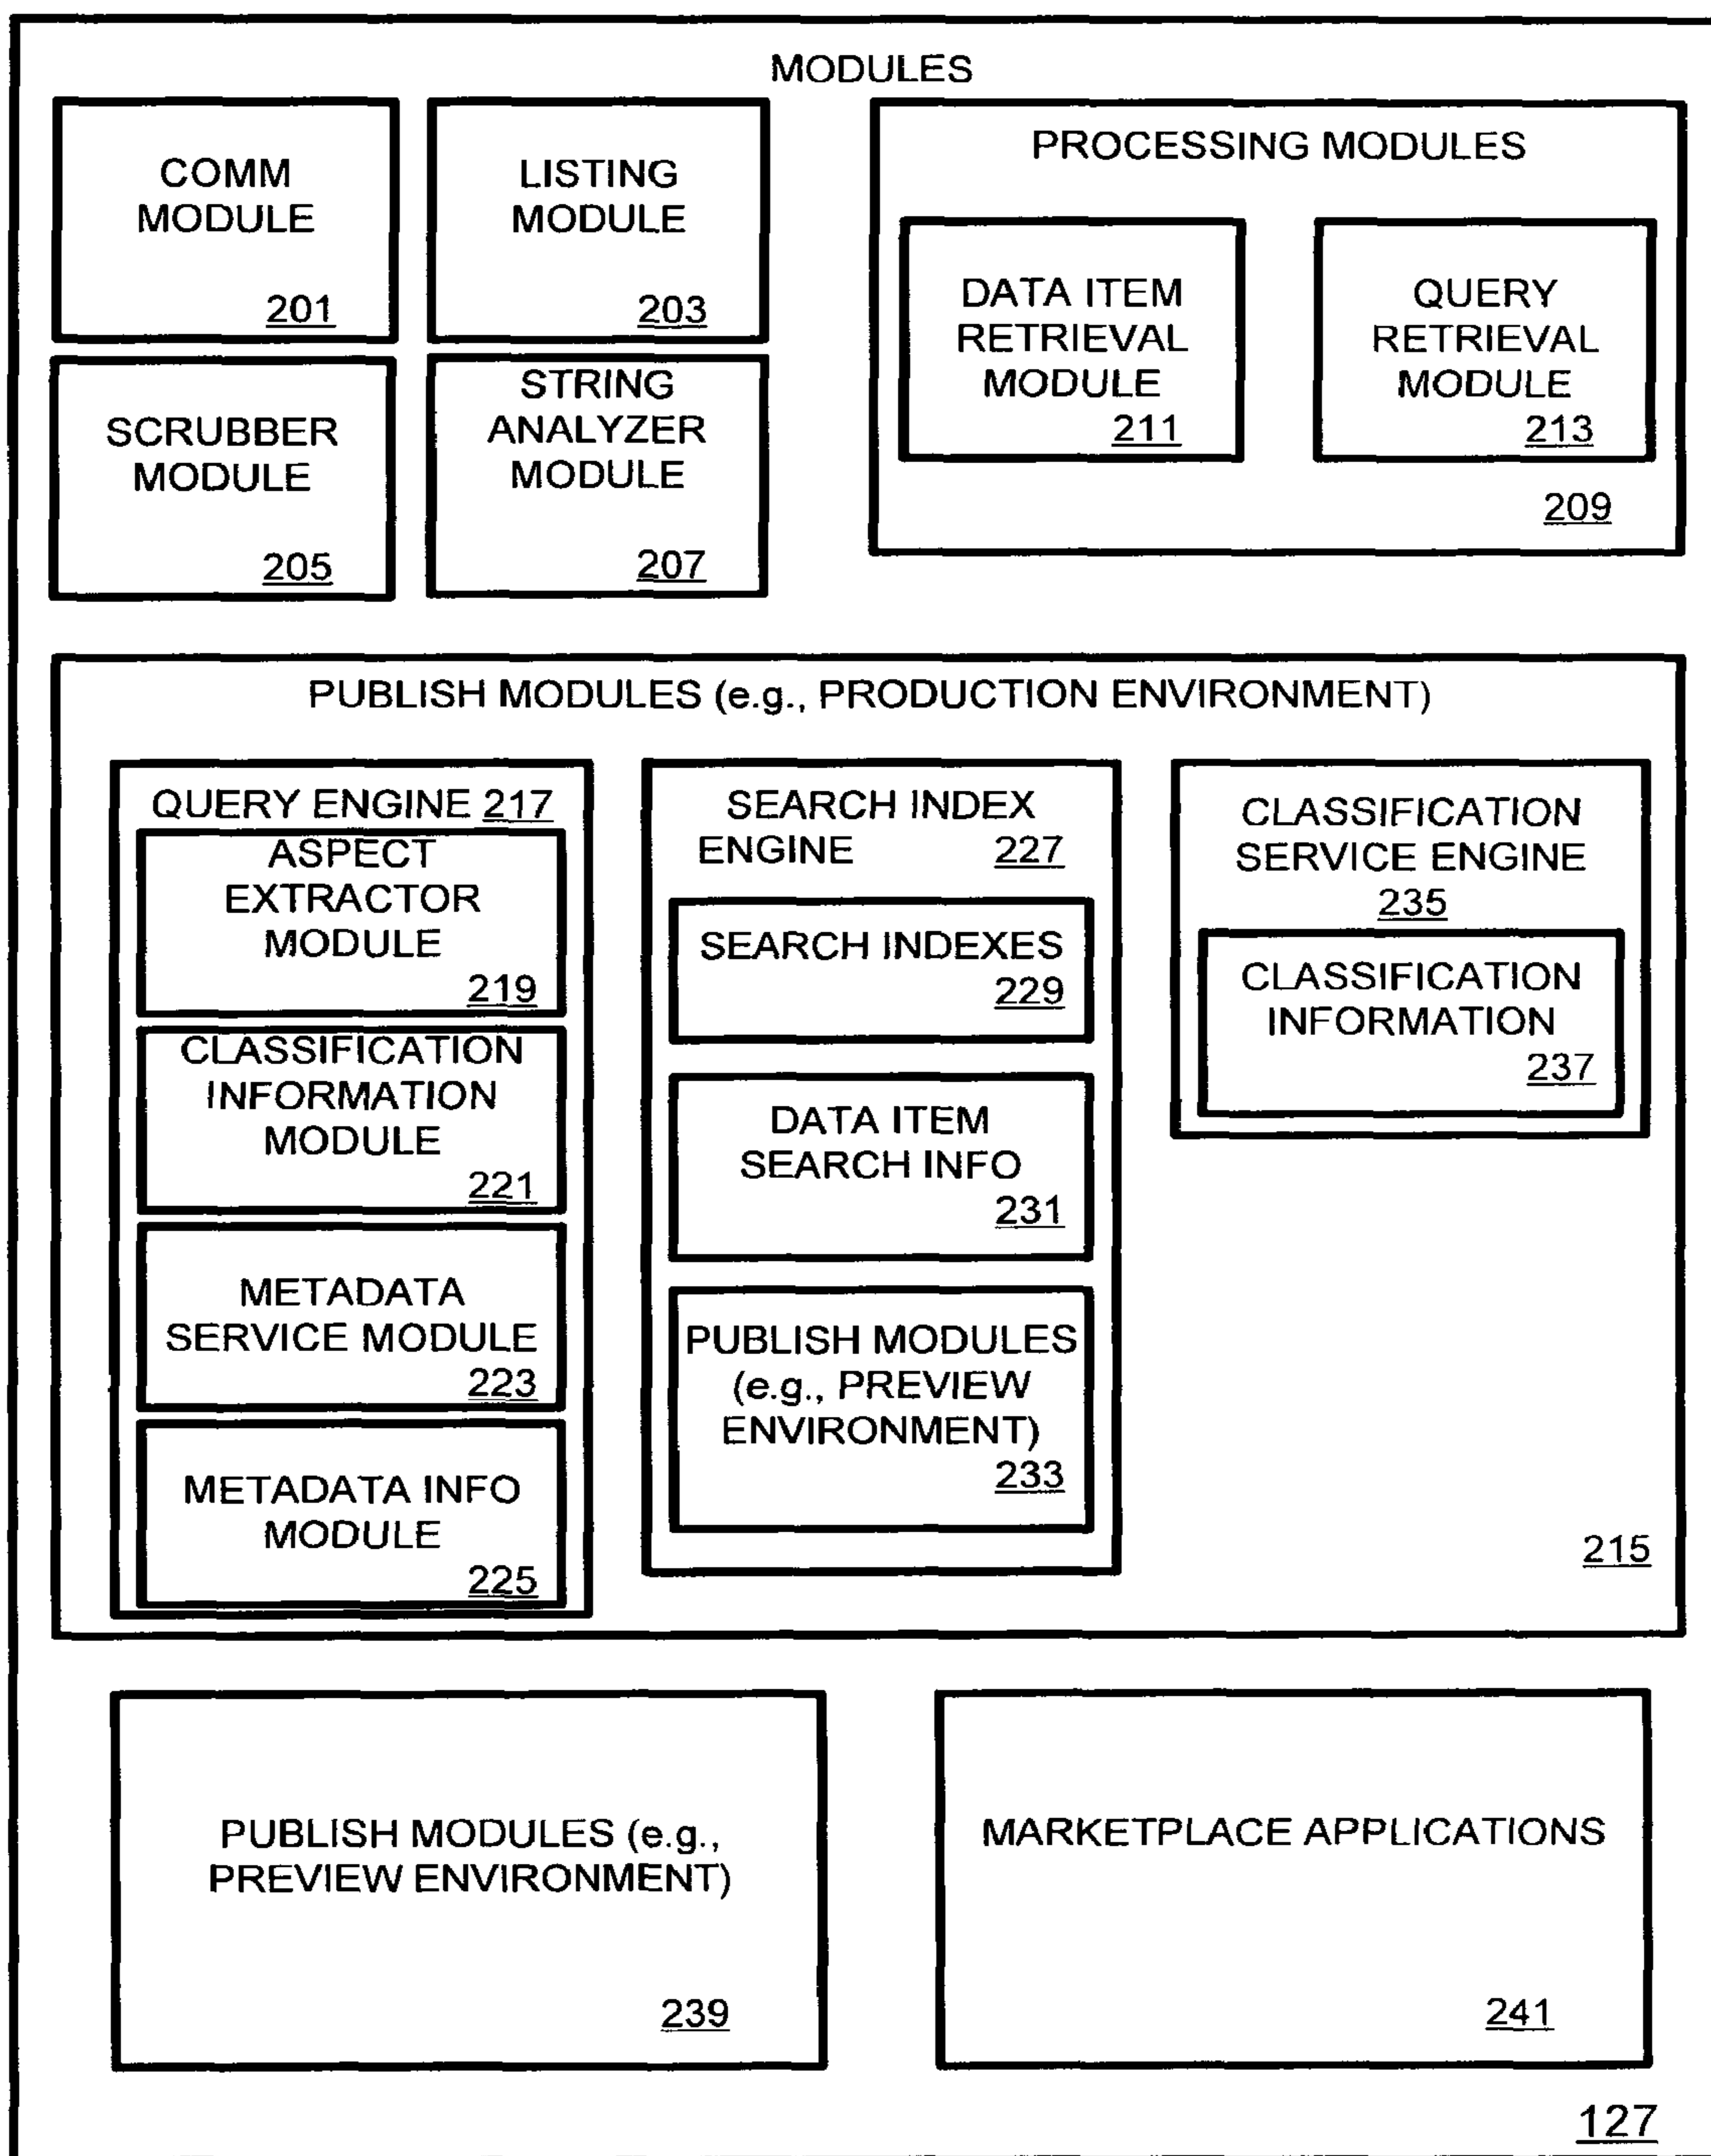 MODULES
COMM
MODULE
201
LISTING
MODULE
203
SCRUBBER
MODULE
205
STRING
ANALYZER
MODULE
207
PROCESSING MODULES
DATA ITEM
RETRIEVAL
MODULE
211
QUERY
RETRIEVAL
MODULE
213
209
PUBLISH MODULES (e.g., PRODUCTION ENVIRONMENT)
QUERY ENGINE 217
ASPECT
EXTRACTOR
MODULE
219
CLASSIFICATION
INFORMATION
MODULE
221
METADATA
SERVICE MODULE
223
METADATA INFO
MODULE
225
SEARCH INDEX
ENGINE 227
SEARCH INDEXES
229
DATA ITEM
SEARCH INFO
231
PUBLISH MODULES
(e.g., PREVIEW
ENVIRONMENT)
233
CLASSIFICATION
SERVICE ENGINE
235
CLASSIFICATION
INFORMATION
237
215
PUBLISH MODULES (e.g.,
PREVIEW ENVIRONMENT)
239
MARKETPLACE APPLICATIONS
241
127